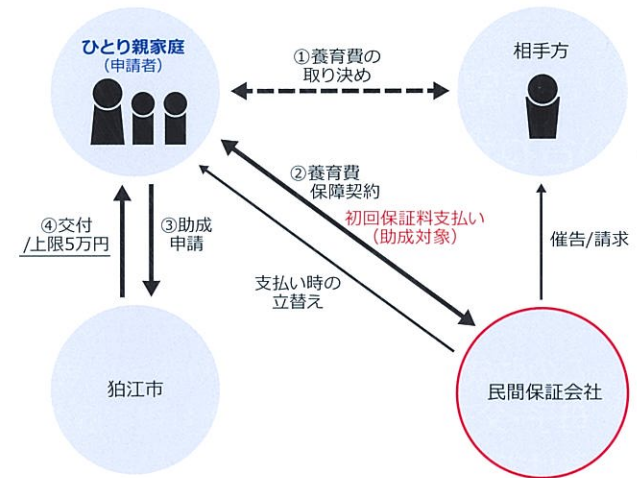 ひとり親家庭
(申請者)
①養育費の
取り決め
相手方
②養育費
保障契約
初回保証料支払い
(助成対象)
④交付
/上限5万円
③助成
申請
支払い時の
立替え
催告/請求
狛江市
民間保証会社